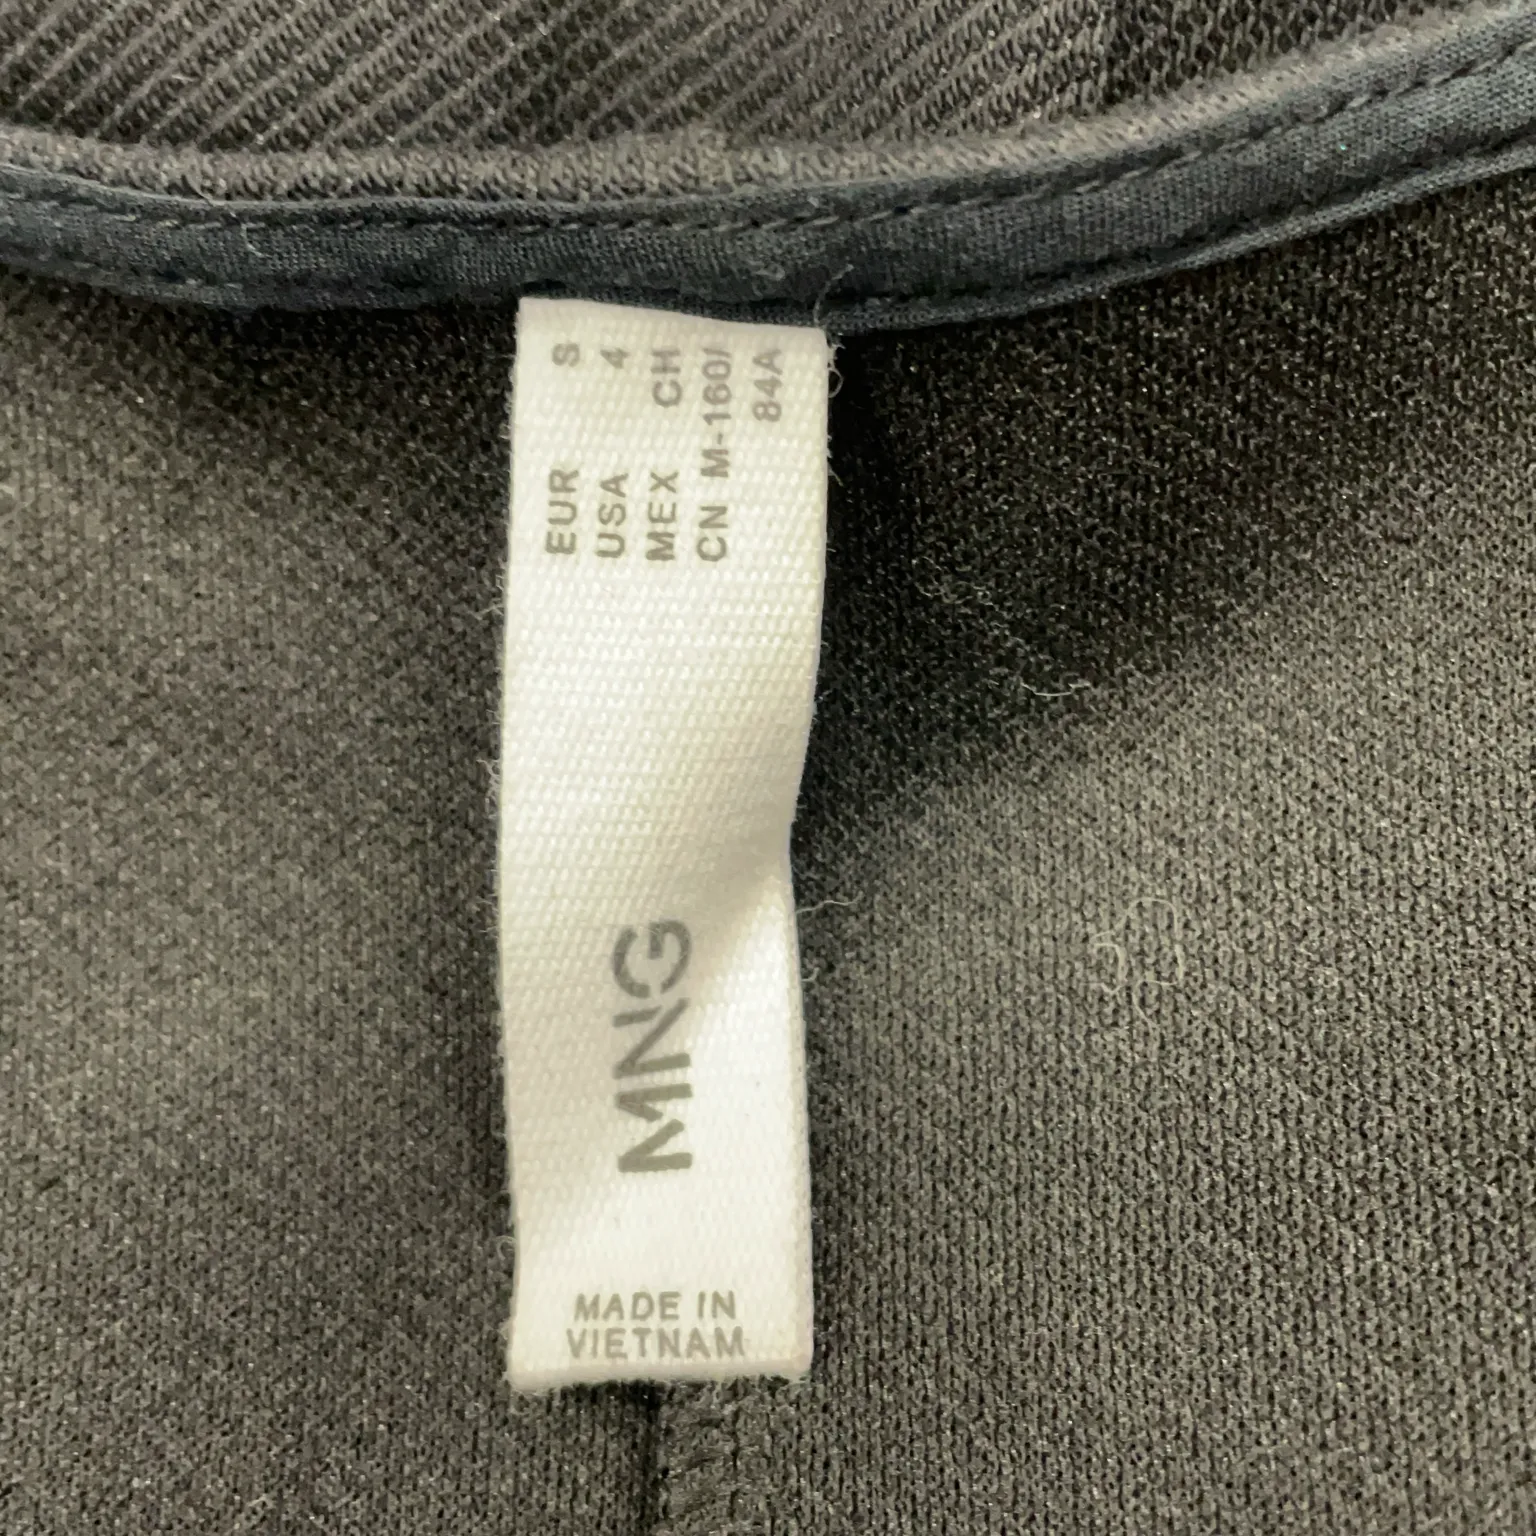 EUR S
USA 4
MEX CH
CN M-160/
84A
MNG
MADE IN
VIETNAM